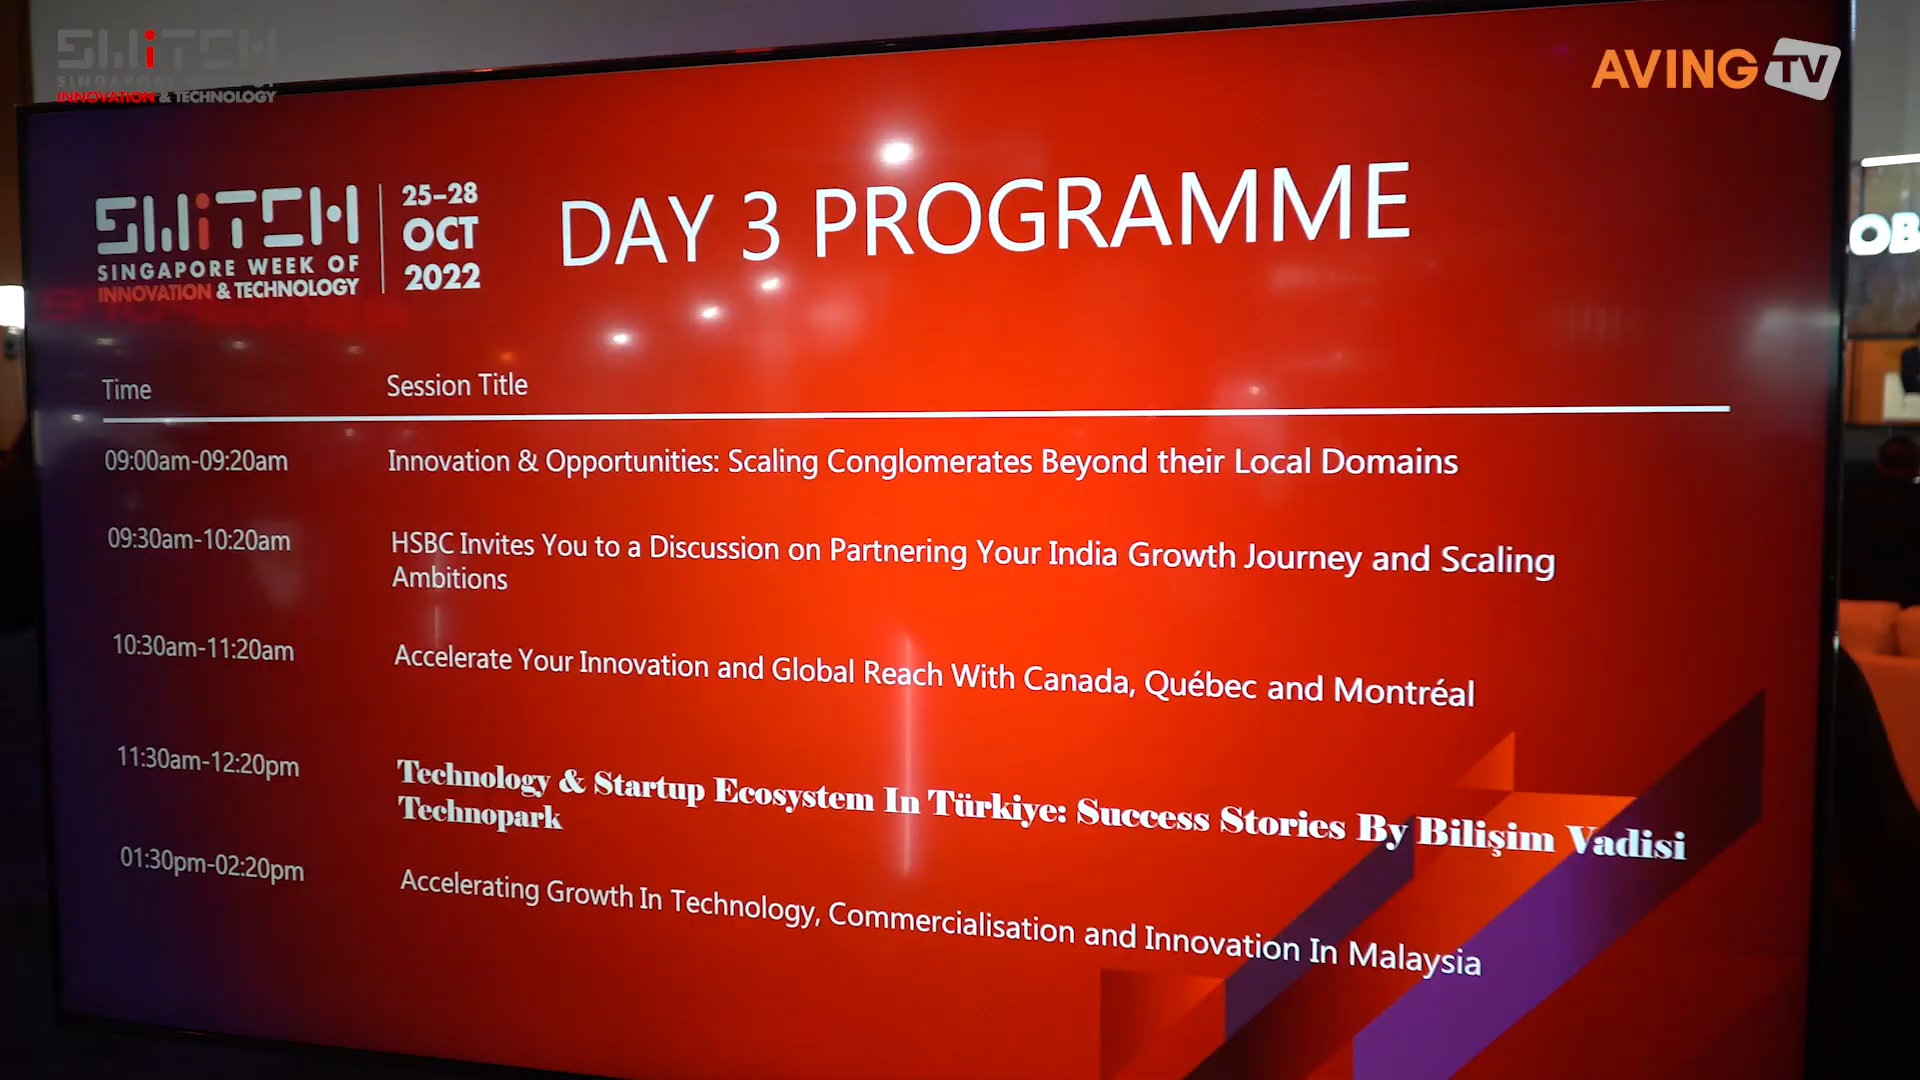 SWiTCH
SINGAPORE WEEK OF
INNOVATION & TECHNOLOGY
AVING TV
SWiTCH
SINGAPORE WEEK OF
INNOVATION & TECHNOLOGY
25–28
OCT
2022
DAY 3 PROGRAMME
OB
Time Session Title
09:00am-09:20am Innovation & Opportunities: Scaling Conglomerates Beyond their Local Domains
09:30am-10:20am HSBC Invites You to a Discussion on Partnering Your India Growth Journey and Scaling
Ambitions
10:30am-11:20am Accelerate Your Innovation and Global Reach With Canada, Québec and Montréal
11:30am-12:20pm Technology & Startup Ecosystem In Türkiye: Success Stories By Bilişim Vadisi
Technopark
01:30pm-02:20pm Accelerating Growth In Technology, Commercialisation and Innovation In Malaysia